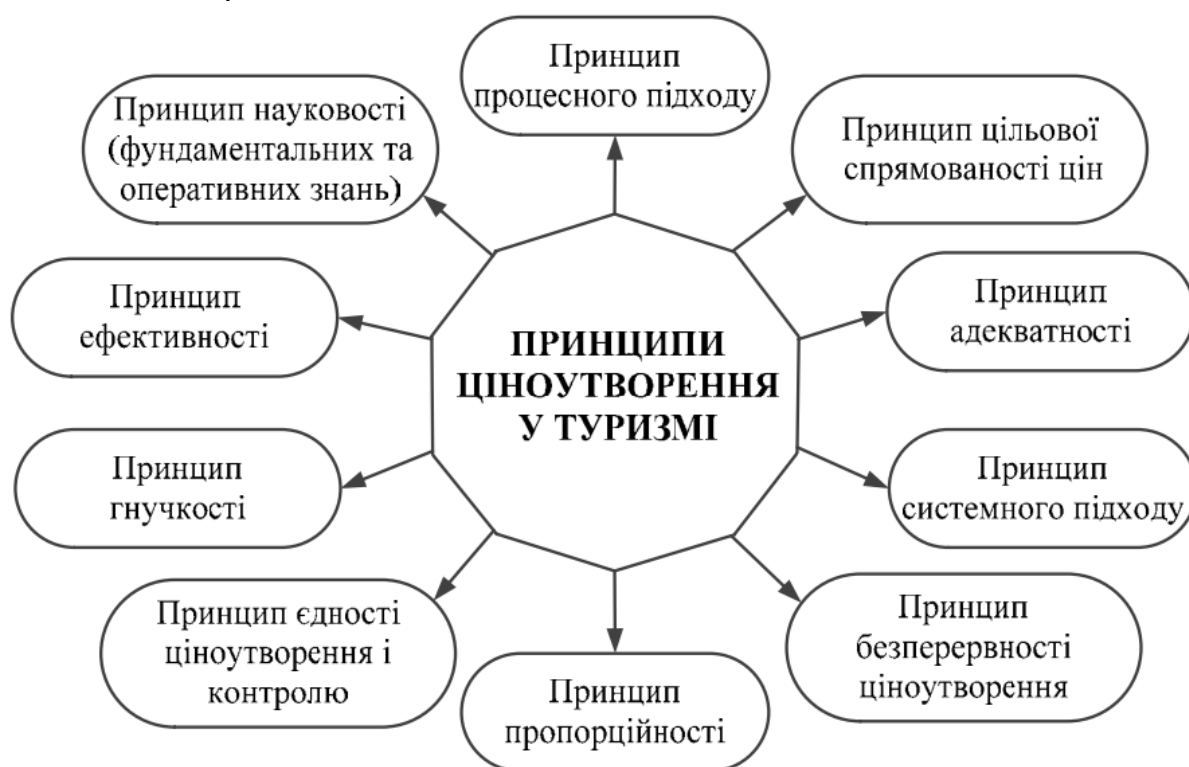 Принцип
процесного підходу
Принцип науковості
(фундаментальних та
оперативних знань)
Принцип цільової
спрямованості цін
Принцип
ефективності
Принцип
адекватності
ПРИНЦИПИ
ЦІНОУТВОРЕННЯ
У ТУРИЗМІ
Принцип
гнучкості
Принцип
системного підходу
Принцип єдності
ціноутворення і
контролю
Принцип
безперервності
ціноутворення
Принцип
пропорційності